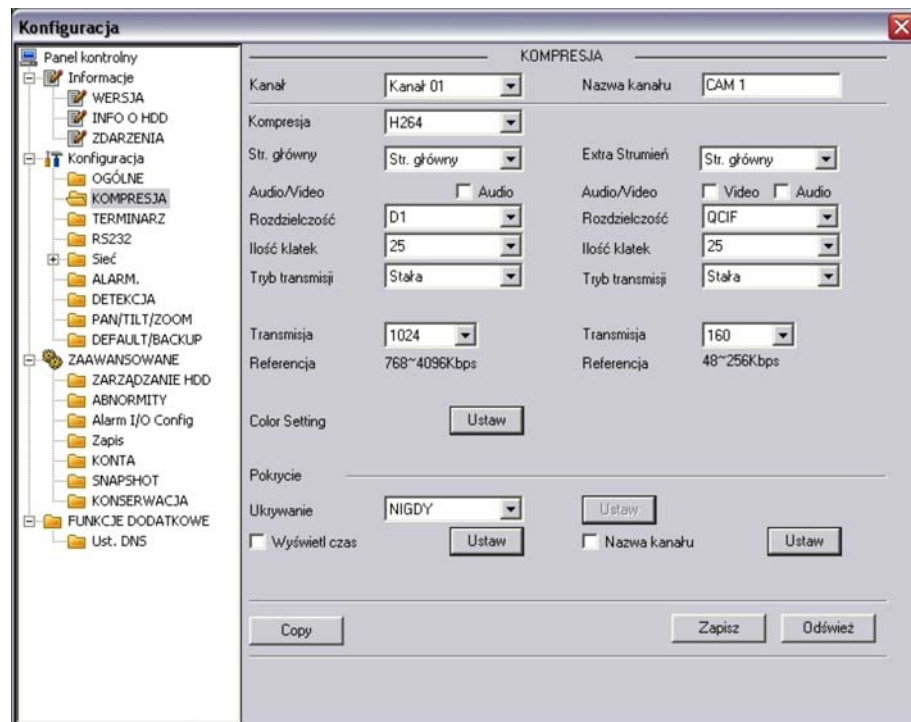 Konfiguracja
Panel kontrolny
Informacje
WERSJA
INFO O HDD
ZDARZENIA
Konfiguracja
OGÓLNE
KOMPRESJA
TERMINARZ
RS232
Sieć
ALARM.
DETEKCJA
PAN/TILT/ZOOM
DEFAULT/BACKUP
ZAAWANSOWANE
ZARZĄDZANIE HDD
ABNORMITY
Alarm I/O Config
Zapis
KONTA
SNAPSHOT
KONSERWACJA
FUNKCJE DODATKOWE
Ust. DNS
KOMPRESJA
Kanał Kanał 01 Nazwa kanału CAM 1
Kompresja H264
Str. główny Str. główny Extra Strumień Str. główny
Audio/Video Audio Audio/Video Video Audio
Rozdzielczość D1 Rozdzielczość QCIF
Ilość klatek 25 Ilość klatek 25
Tryb transmisji Stała Tryb transmisji Stała
Transmisja 1024 Transmisja 160
Referencja 768~4096Kbps Referencja 48~256Kbps
Color Setting Ustaw
Pokrycie
Ukrywanie NIGDY Ustaw
Wyświetl czas Ustaw Nazwa kanału Ustaw
Copy Zapisz Odśwież